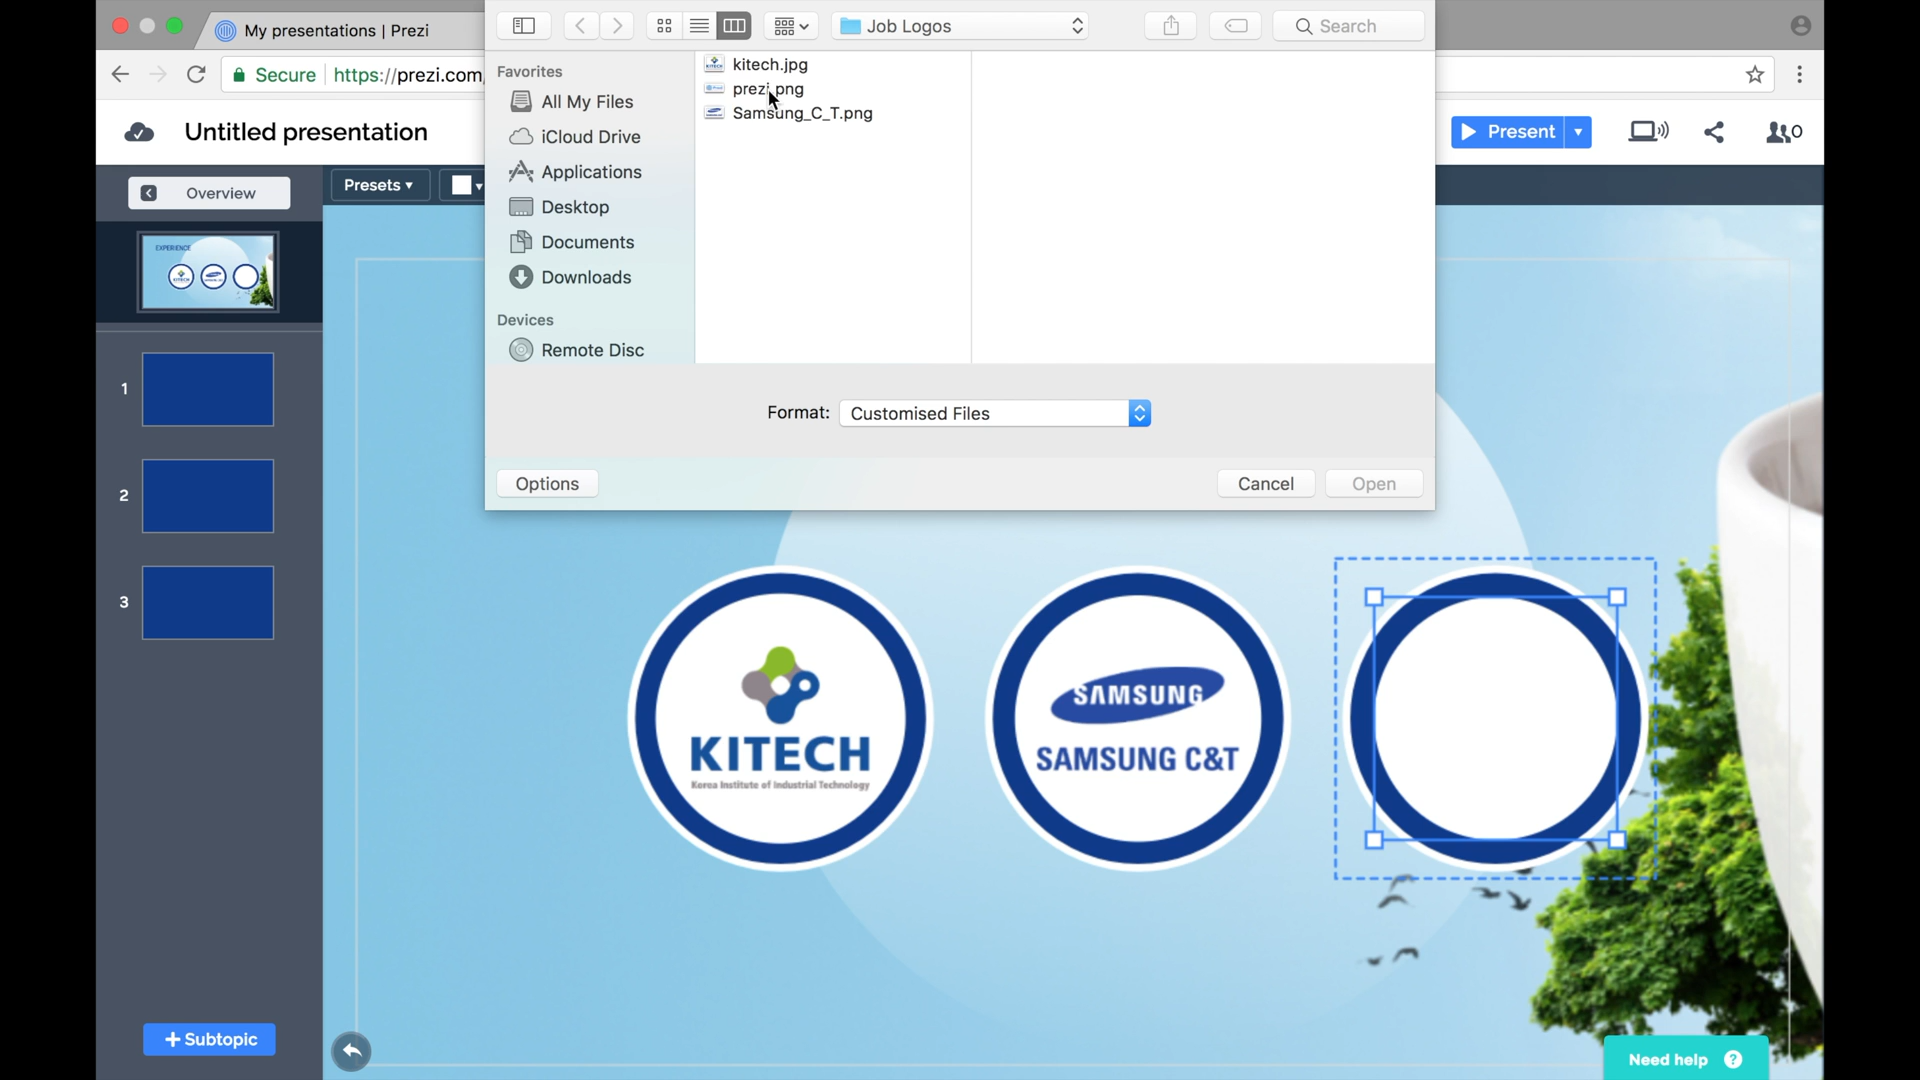 My presentations | Prezi
Secure
https://prezi.com
Untitled presentation
Job Logos
Search
Favorites
All My Files
iCloud Drive
Applications
Desktop
Documents
Downloads
Devices
Remote Disc
kitech.jpg
prezi.png
Samsung_C_T.png
Format:
Customised Files
Options
Cancel
Open
Present
0
Overview
Presets
EXPERIENCE
1
2
3
+ Subtopic
KITECH
Korea Institute of Industrial Technology
SAMSUNG
SAMSUNG C&T
Need help ?